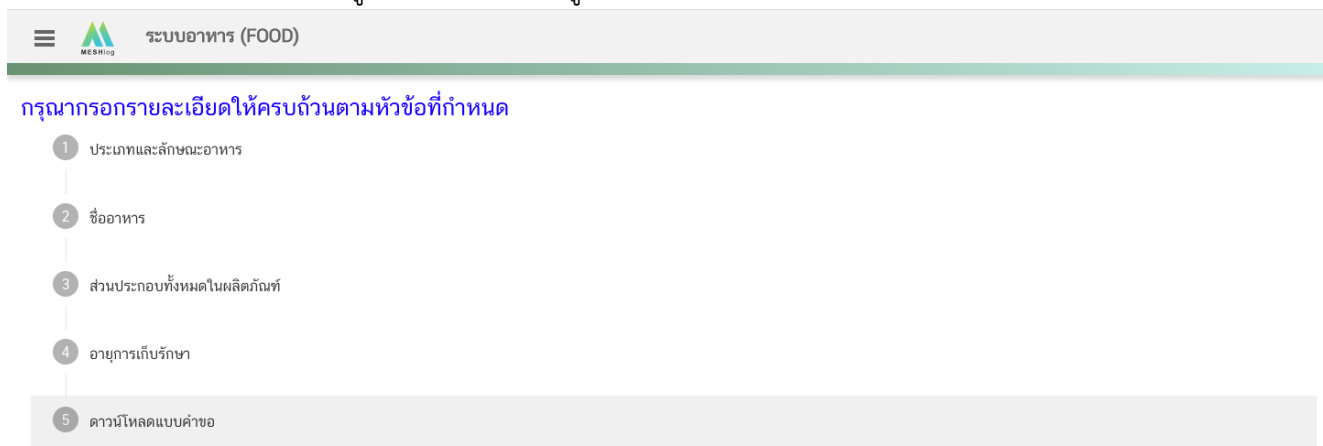 ระบบอาหาร (FOOD)
MESHlog
กรุณากรอกรายละเอียดให้ครบถ้วนตามหัวข้อที่กำหนด
1 ประเภทและลักษณะอาหาร
2 ชื่ออาหาร
3 ส่วนประกอบทั้งหมดในผลิตภัณฑ์
4 อายุการเก็บรักษา
5 ดาวน์โหลดแบบคำขอ